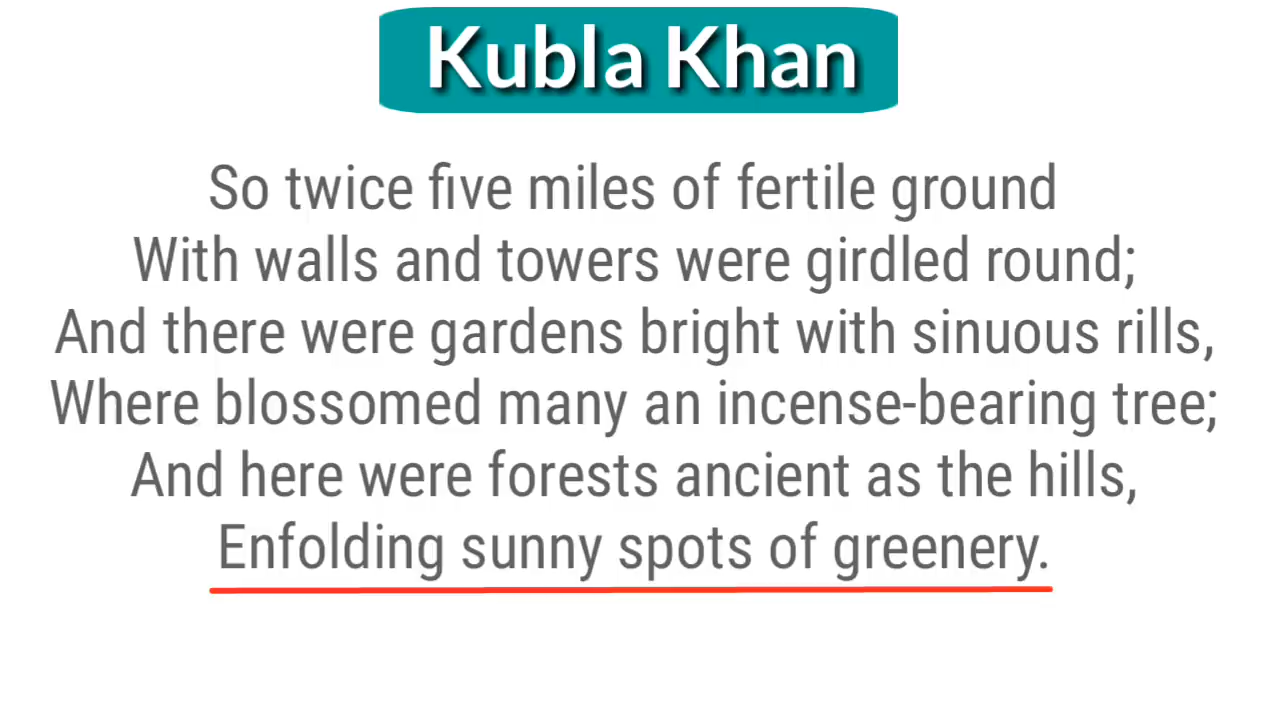 Kubla Khan
So twice five miles of fertile ground
With walls and towers were girdled round;
And there were gardens bright with sinuous rills,
Where blossomed many an incense-bearing tree;
And here were forests ancient as the hills,
Enfolding sunny spots of greenery.